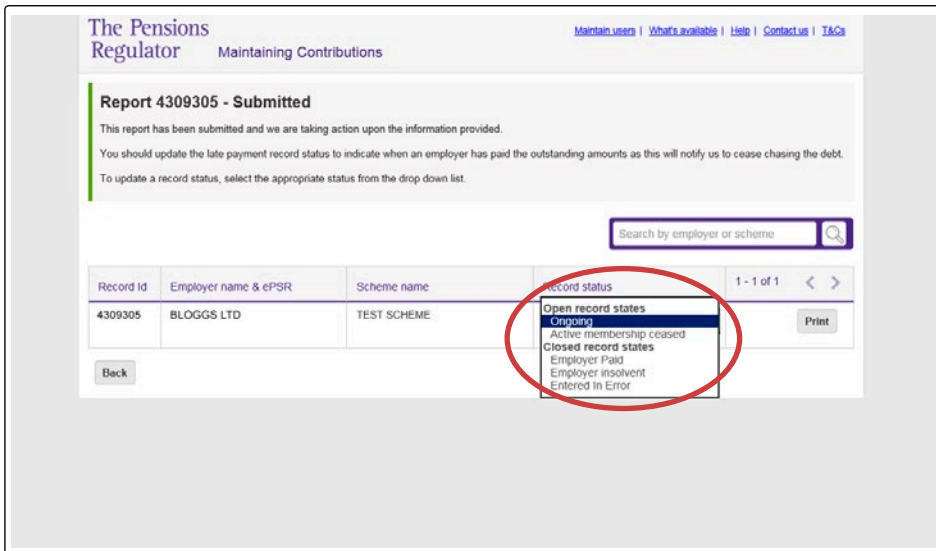 The Pensions
Regulator
Maintaining Contributions
Maintain users | What's available | Help | Contact us | T&Cs
Report 4309305 - Submitted
This report has been submitted and we are taking action upon the information provided.
You should update the late payment record status to indicate when an employer has paid the outstanding amounts as this will notify us to cease chasing the debt.
To update a record status, select the appropriate status from the drop down list.
Search by employer or scheme
Record Id Employer name & ePSR Scheme name Record status 1 - 1 of 1 < >
4309305 BLOGGS LTD TEST SCHEME Print
Open record states
Ongoing
Active membership ceased
Closed record states
Employer Paid
Employer insolvent
Entered In Error
Back